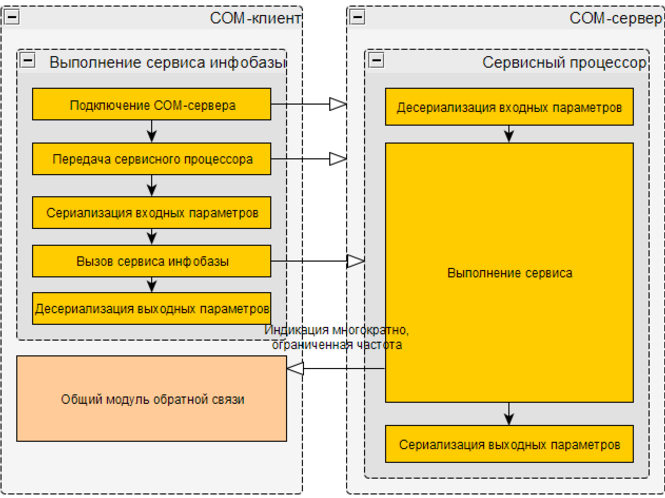 COM-клиент
Выполнение сервиса инфобазы
Подключение COM-сервера
Передача сервисного процессора
Сериализация входных параметров
Вызов сервиса инфобазы
Десериализация выходных параметров
Индикация многократно,
ограниченная частота
Общий модуль обратной связи
COM-сервер
Сервисный процессор
Десериализация входных параметров
Выполнение сервиса
Сериализация выходных параметров